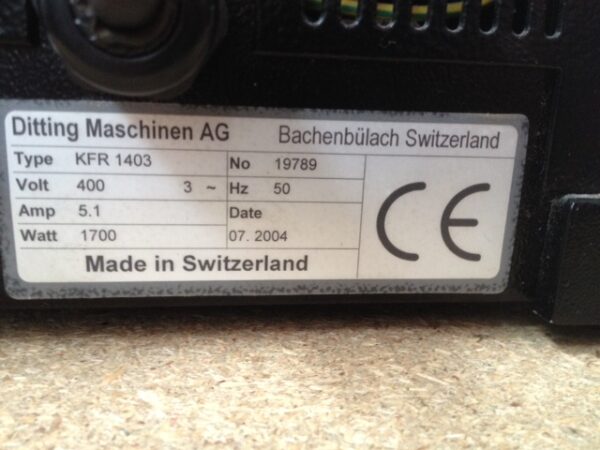 Ditting Maschinen AG Bachenbülach Switzerland
Type KFR 1403 No 19789
Volt 400 3 ~ Hz 50
Amp 5.1 Date
Watt 1700 07. 2004
Made in Switzerland
CE